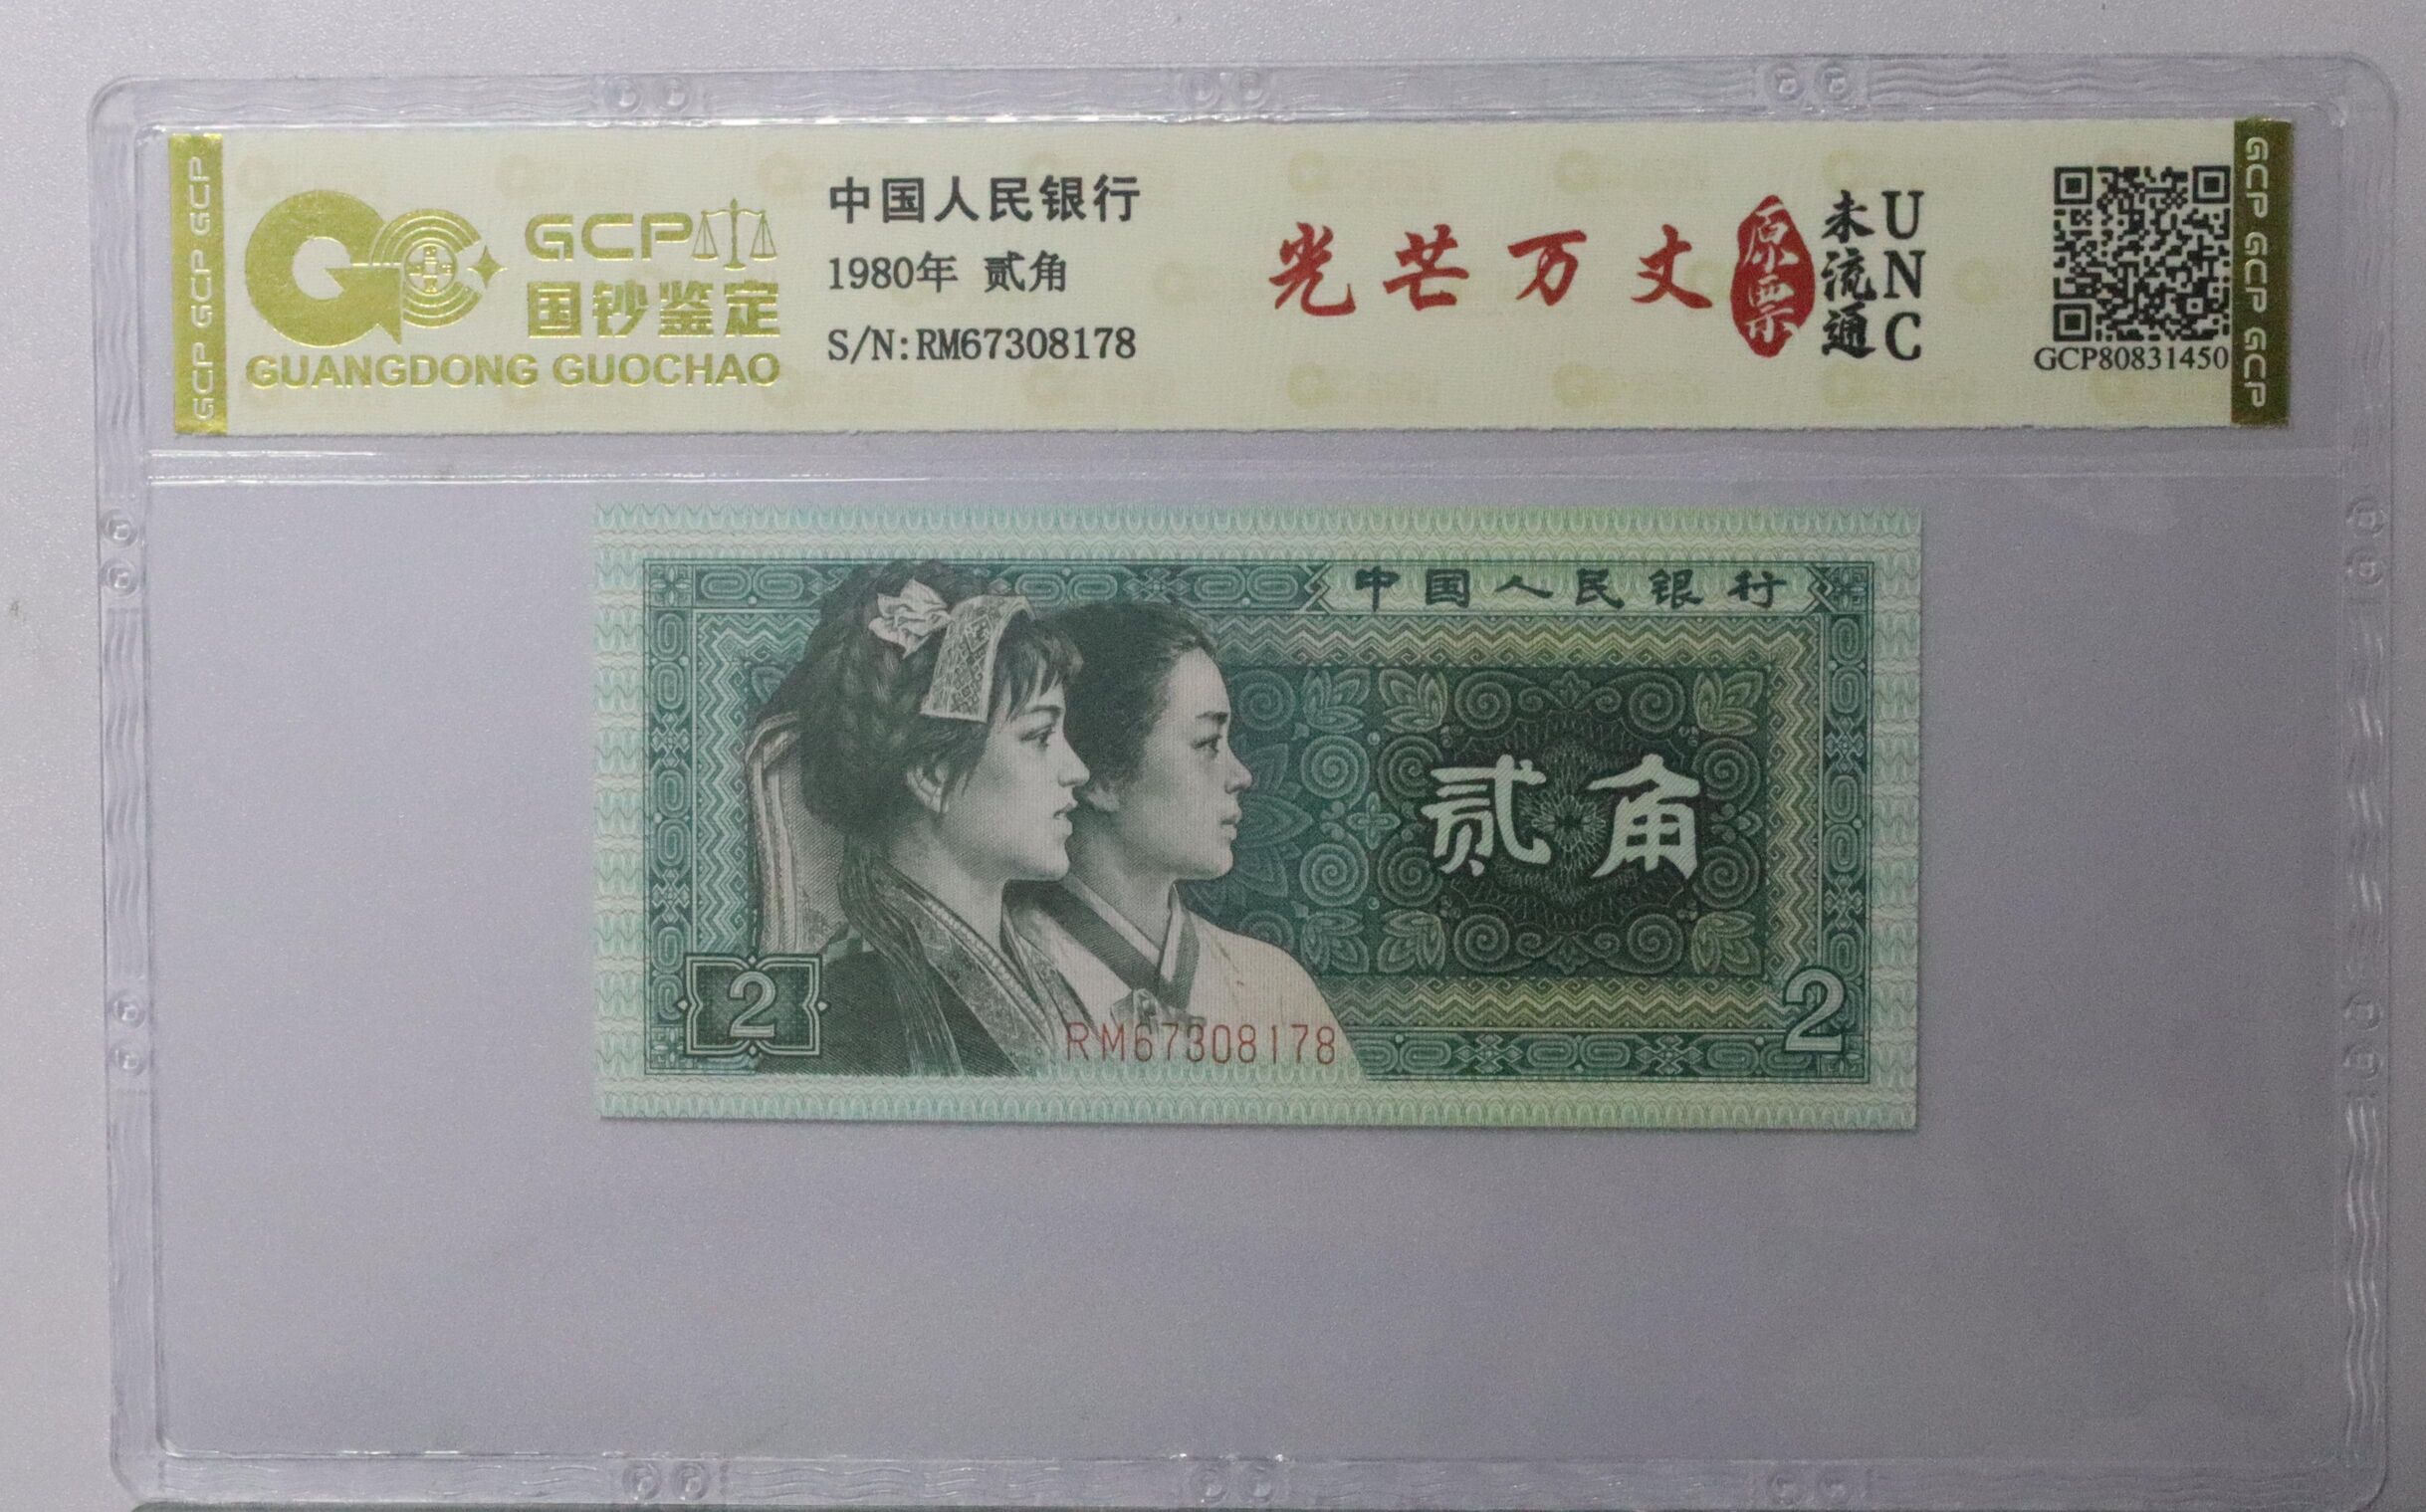 GCP GCP GCP
GCP
国钞鉴定
GUANGDONG GUOCHAO
中国人民银行
1980年 贰角
S/N:RM67308178
光芒万丈
原票
未流通
UNC
GCP80831450
GCP GCP GCP
中国人民银行
贰角
2
2
RM67308178